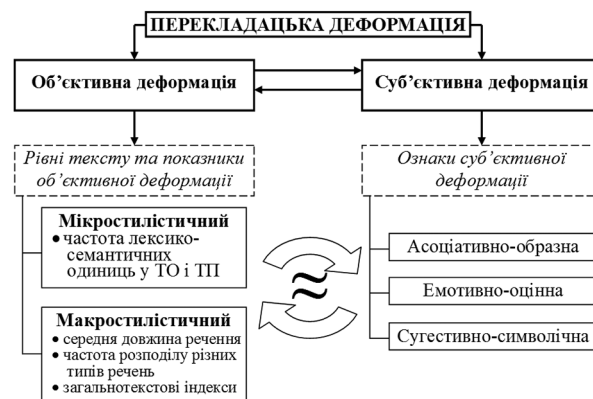 ПЕРЕКЛАДАЦЬКА ДЕФОРМАЦІЯ
Об’єктивна деформація
Суб’єктивна деформація
Рівні тексту та показники
об’єктивної деформації
Ознаки суб’єктивної
деформації
Мікростилістичний
• частота лексико-
семантичних
одиниць у ТО і ТП
Макростилістичний
• середня довжина речення
• частота розподілу різних
типів речень
• загальнотекстові індекси
≈
Асоціативно-образна
Емотивно-оцінна
Сугестивно-символічна